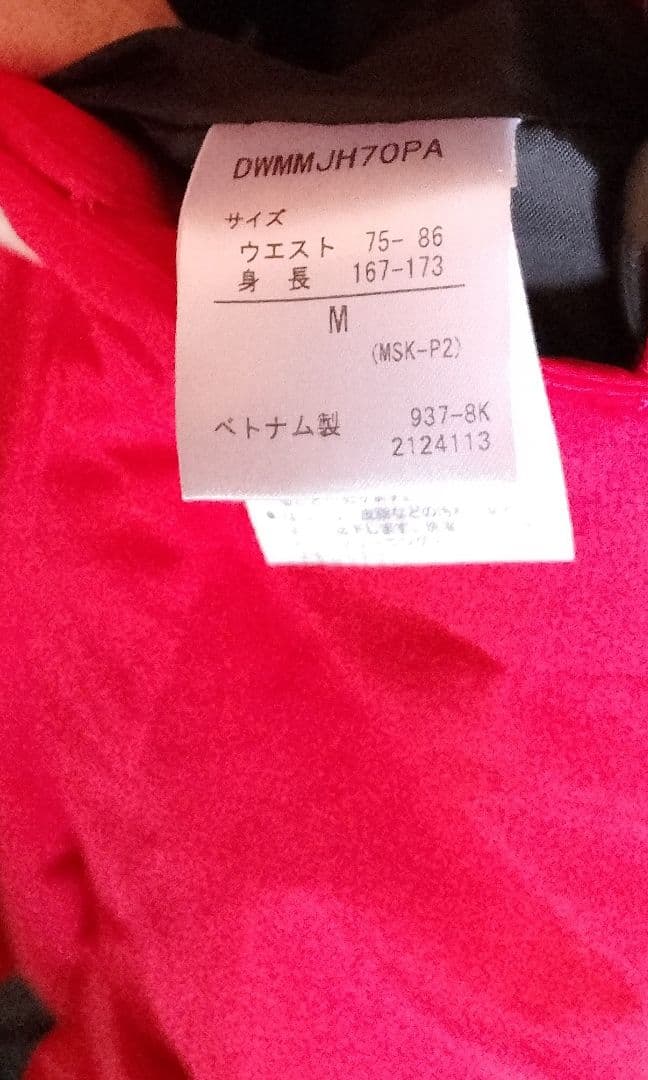 DWMMJH70PA
サイズ
ウエスト 75- 86
身 長 167-173
M
(MSK-P2)
ベトナム製 937-8K
2124113